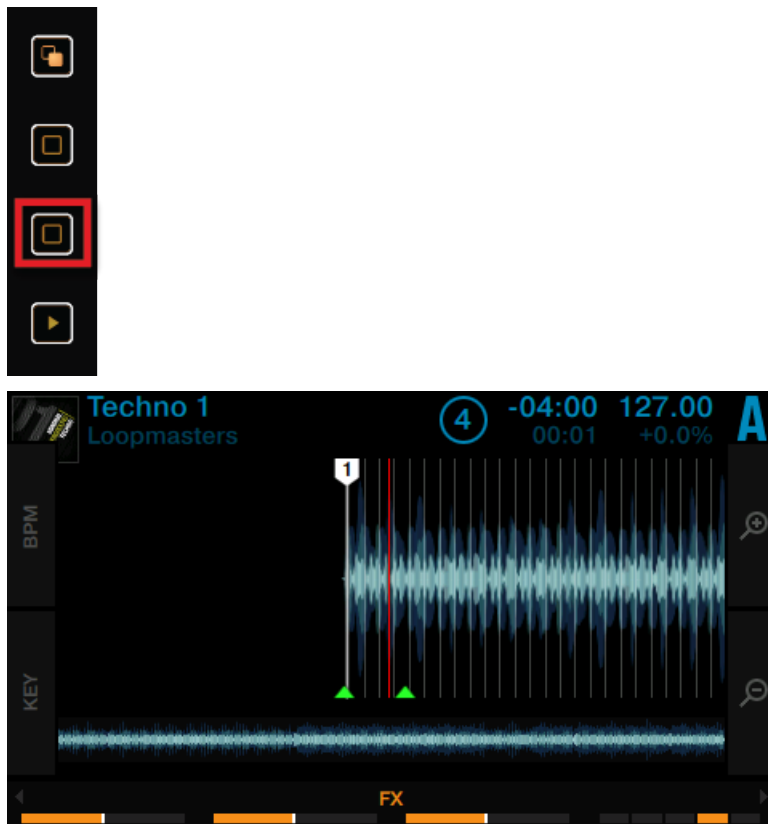 Techno 1
Loopmasters
4
-04:00
00:01
127.00
+0.0%
A
1
BPM
KEY
FX